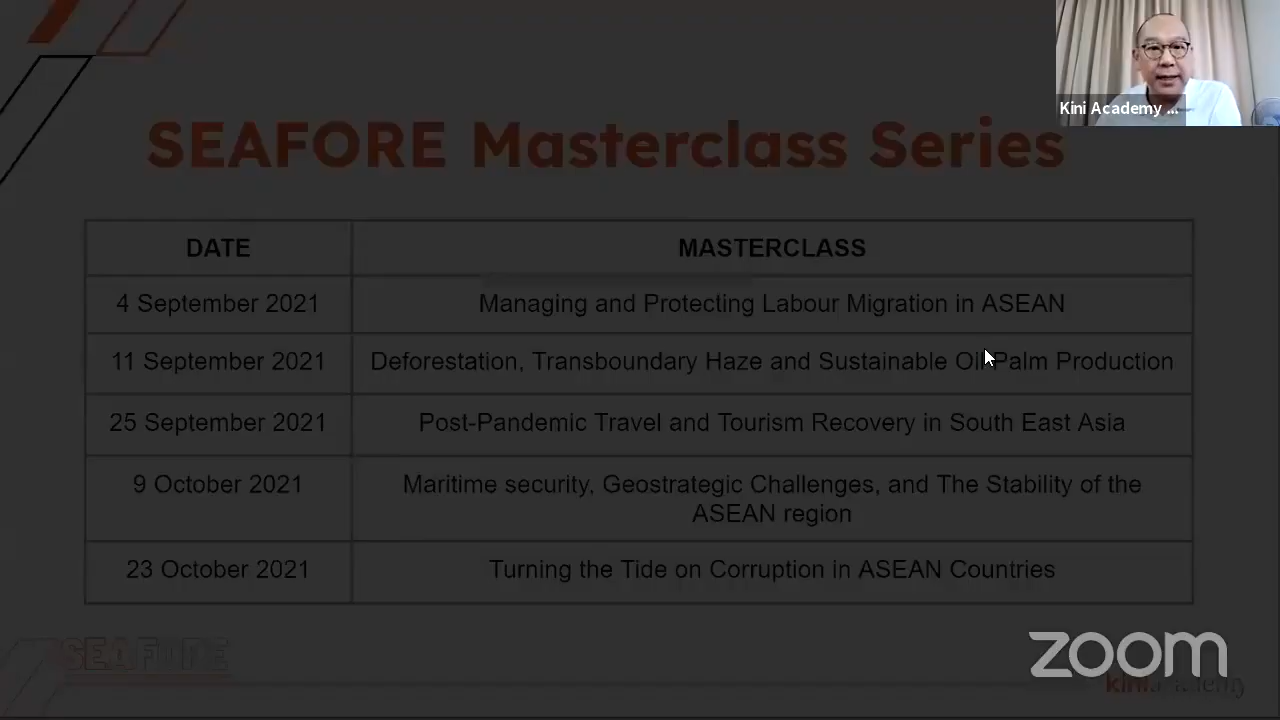 Kini Academy ...
SEAFORE Masterclass Series
DATE
MASTERCLASS
4 September 2021
Managing and Protecting Labour Migration in ASEAN
11 September 2021
Deforestation, Transboundary Haze and Sustainable Oil Palm Production
25 September 2021
Post-Pandemic Travel and Tourism Recovery in South East Asia
9 October 2021
Maritime security, Geostrategic Challenges, and The Stability of the
ASEAN region
23 October 2021
Turning the Tide on Corruption in ASEAN Countries
SEAFORE
zoom
kiniacademy